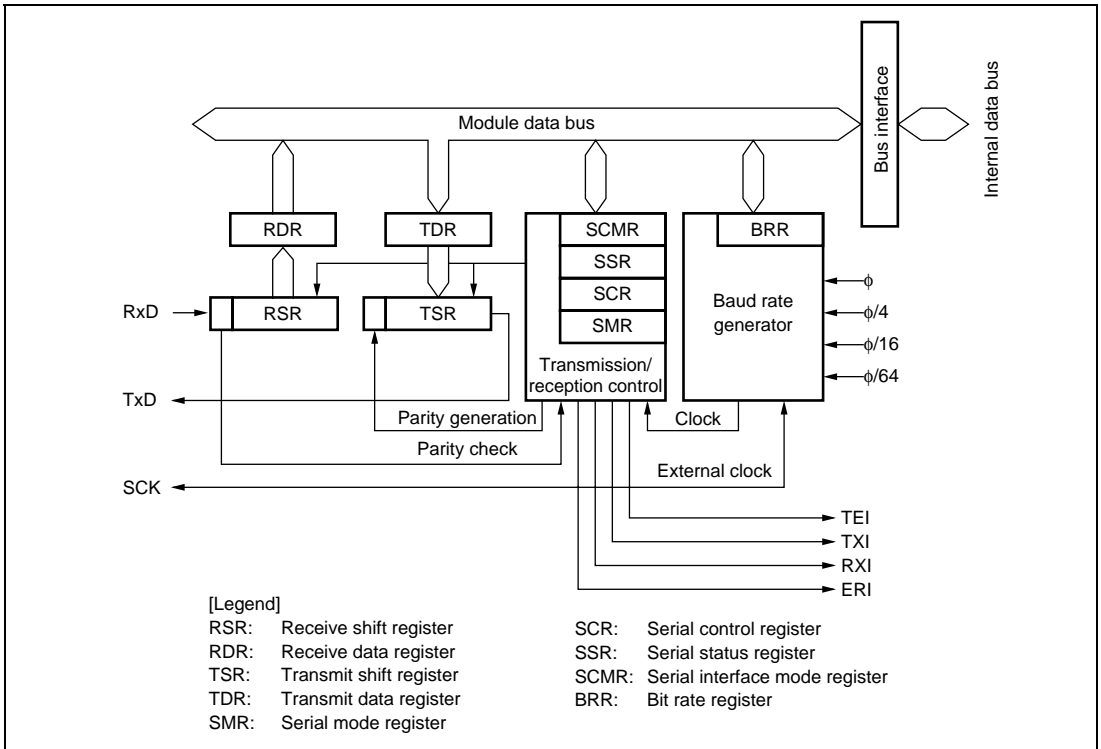 Module data bus
Bus interface
Internal data bus
RDR
TDR
SCMR
BRR
SSR
SCR
SMR
RxD
RSR
TSR
Baud rate
generator
ϕ
ϕ/4
ϕ/16
ϕ/64
Transmission/
reception control
TxD
Parity generation
Clock
Parity check
External clock
SCK
TEI
TXI
RXI
ERI
[Legend]
RSR: Receive shift register
RDR: Receive data register
TSR: Transmit shift register
TDR: Transmit data register
SMR: Serial mode register
SCR: Serial control register
SSR: Serial status register
SCMR: Serial interface mode register
BRR: Bit rate register